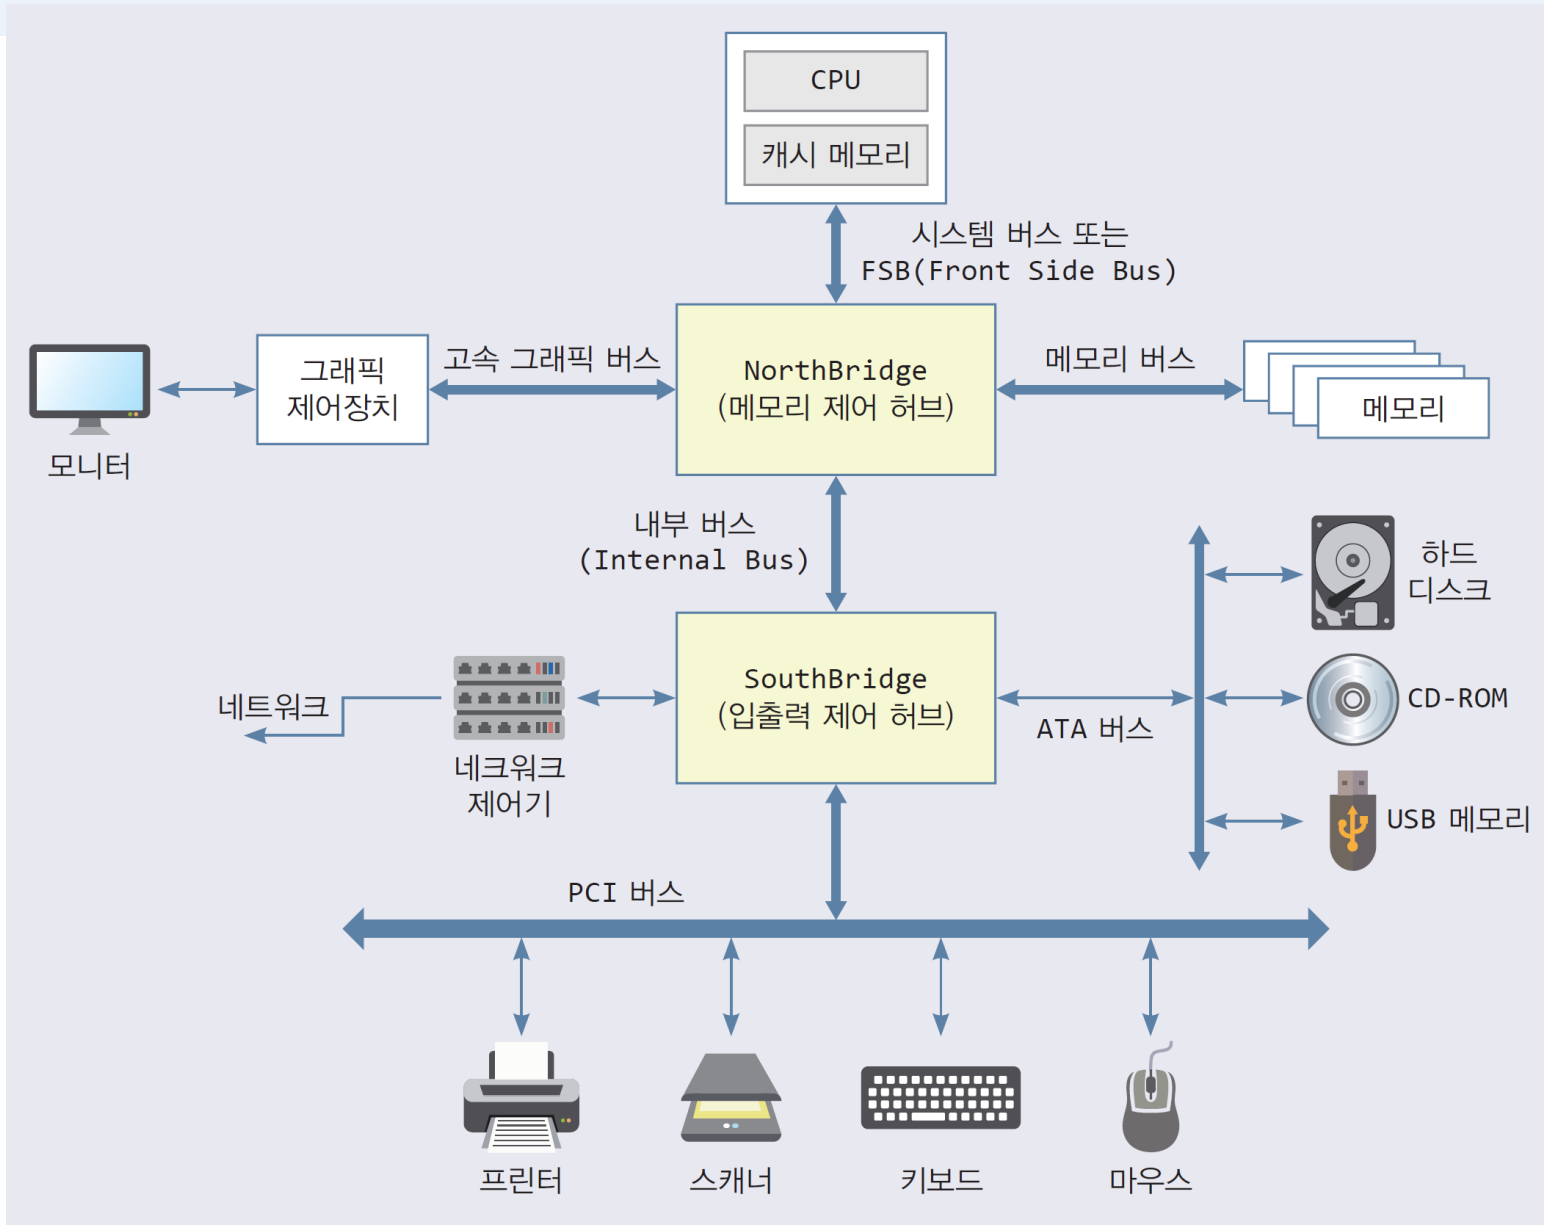 CPU
캐시 메모리
시스템 버스 또는
FSB(Front Side Bus)
그래픽
제어장치
고속 그래픽 버스
NorthBridge
(메모리 제어 허브)
메모리 버스
메모리
모니터
내부 버스
(Internal Bus)
하드
디스크
SouthBridge
(입출력 제어 허브)
네트워크
ATA 버스
CD-ROM
네크워크
제어기
USB 메모리
PCI 버스
프린터
스캐너
키보드
마우스